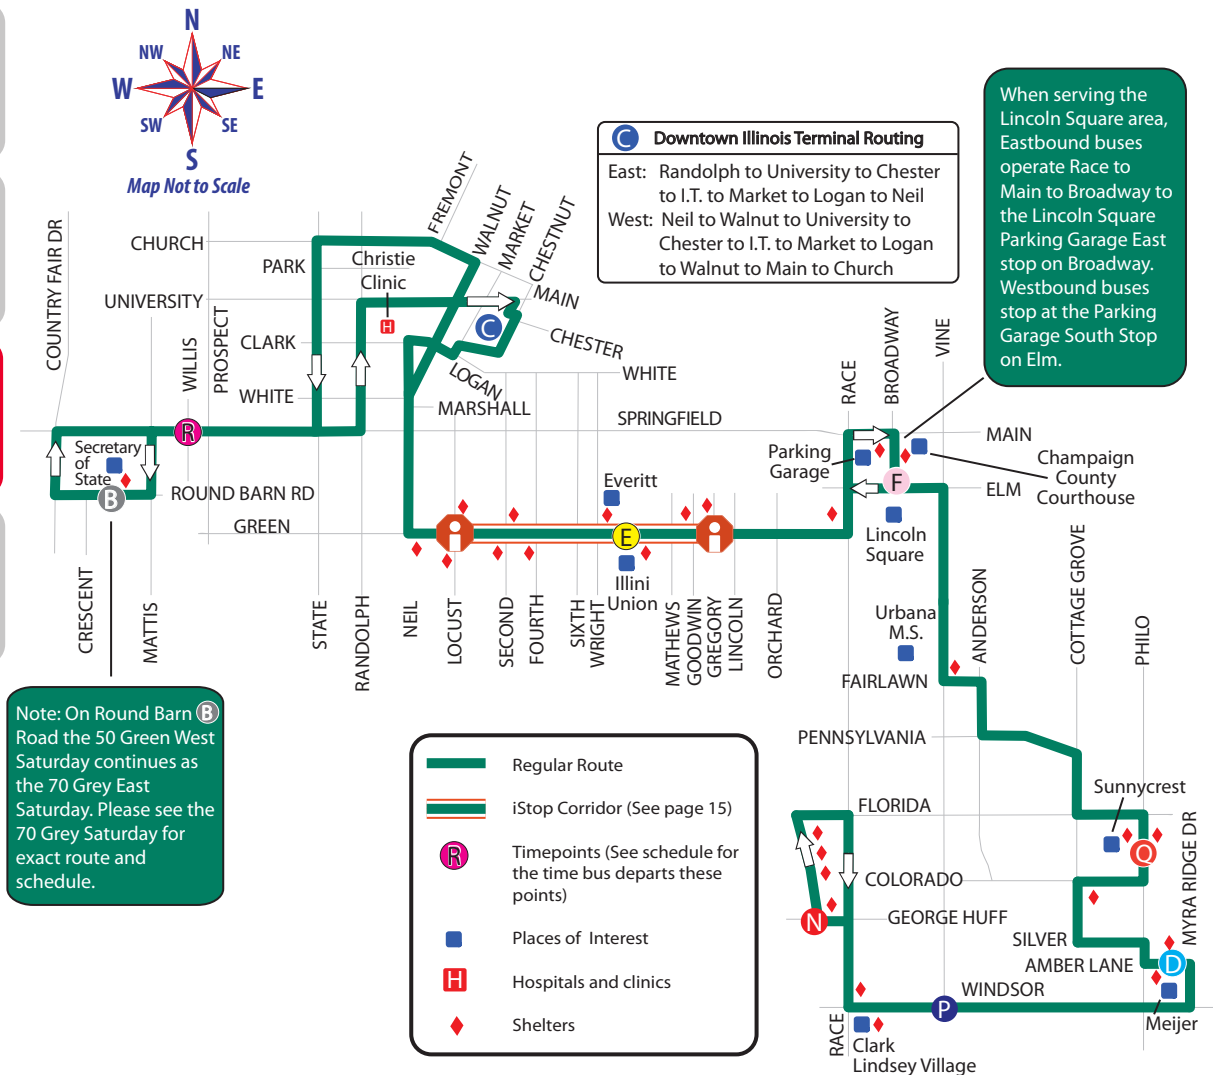 N
NW
NE
W
E
SW
SE
S
Map Not to Scale
C Downtown Illinois Terminal Routing
East: Randolph to University to Chester
to I.T. to Market to Logan to Neil
West: Neil to Walnut to University to
Chester to I.T. to Market to Logan
to Walnut to Main to Church
When serving the
Lincoln Square area,
Eastbound buses
operate Race to
Main to Broadway to
the Lincoln Square
Parking Garage East
stop on Broadway.
Westbound buses
stop at the Parking
Garage South Stop
on Elm.
COUNTRY FAIR DR
CHURCH
PARK
UNIVERSITY
WILLIS
PROSPECT
CLARK
WHITE
Christie
Clinic
H
FREMONT
WALNUT
MARKET
CHESTNUT
MAIN
C
CHESTER
LOGAN
WHITE
MARSHALL
SPRINGFIELD
R
Secretary
of
State
B
ROUND BARN RD
GREEN
CRESCENT
MATTIS
STATE
RANDOLPH
NEIL
LOCUST
SECOND
FOURTH
SIXTH
WRIGHT
MATHEWS
GOODWIN
GREGORY
LINCOLN
ORCHARD
Everitt
E
Illini
Union
RACE
BROADWAY
VINE
MAIN
Parking
Garage
F
ELM
Champaign
County
Courthouse
Lincoln
Square
Urbana
M.S.
ANDERSON
COTTAGE GROVE
PHILO
FAIRLAWN
PENNSYLVANIA
Sunnycrest
FLORIDA
Q
MYRA RIDGE DR
COLORADO
N
GEORGE HUFF
SILVER
AMBER LANE
D
WINDSOR
P
Meijer
RACE
Clark
Lindsey Village
Note: On Round Barn B
Road the 50 Green West
Saturday continues as
the 70 Grey East
Saturday. Please see the
70 Grey Saturday for
exact route and
schedule.
Regular Route
iStop Corridor (See page 15)
R Timepoints (See schedule for
the time bus departs these
points)
Places of Interest
H Hospitals and clinics
Shelters